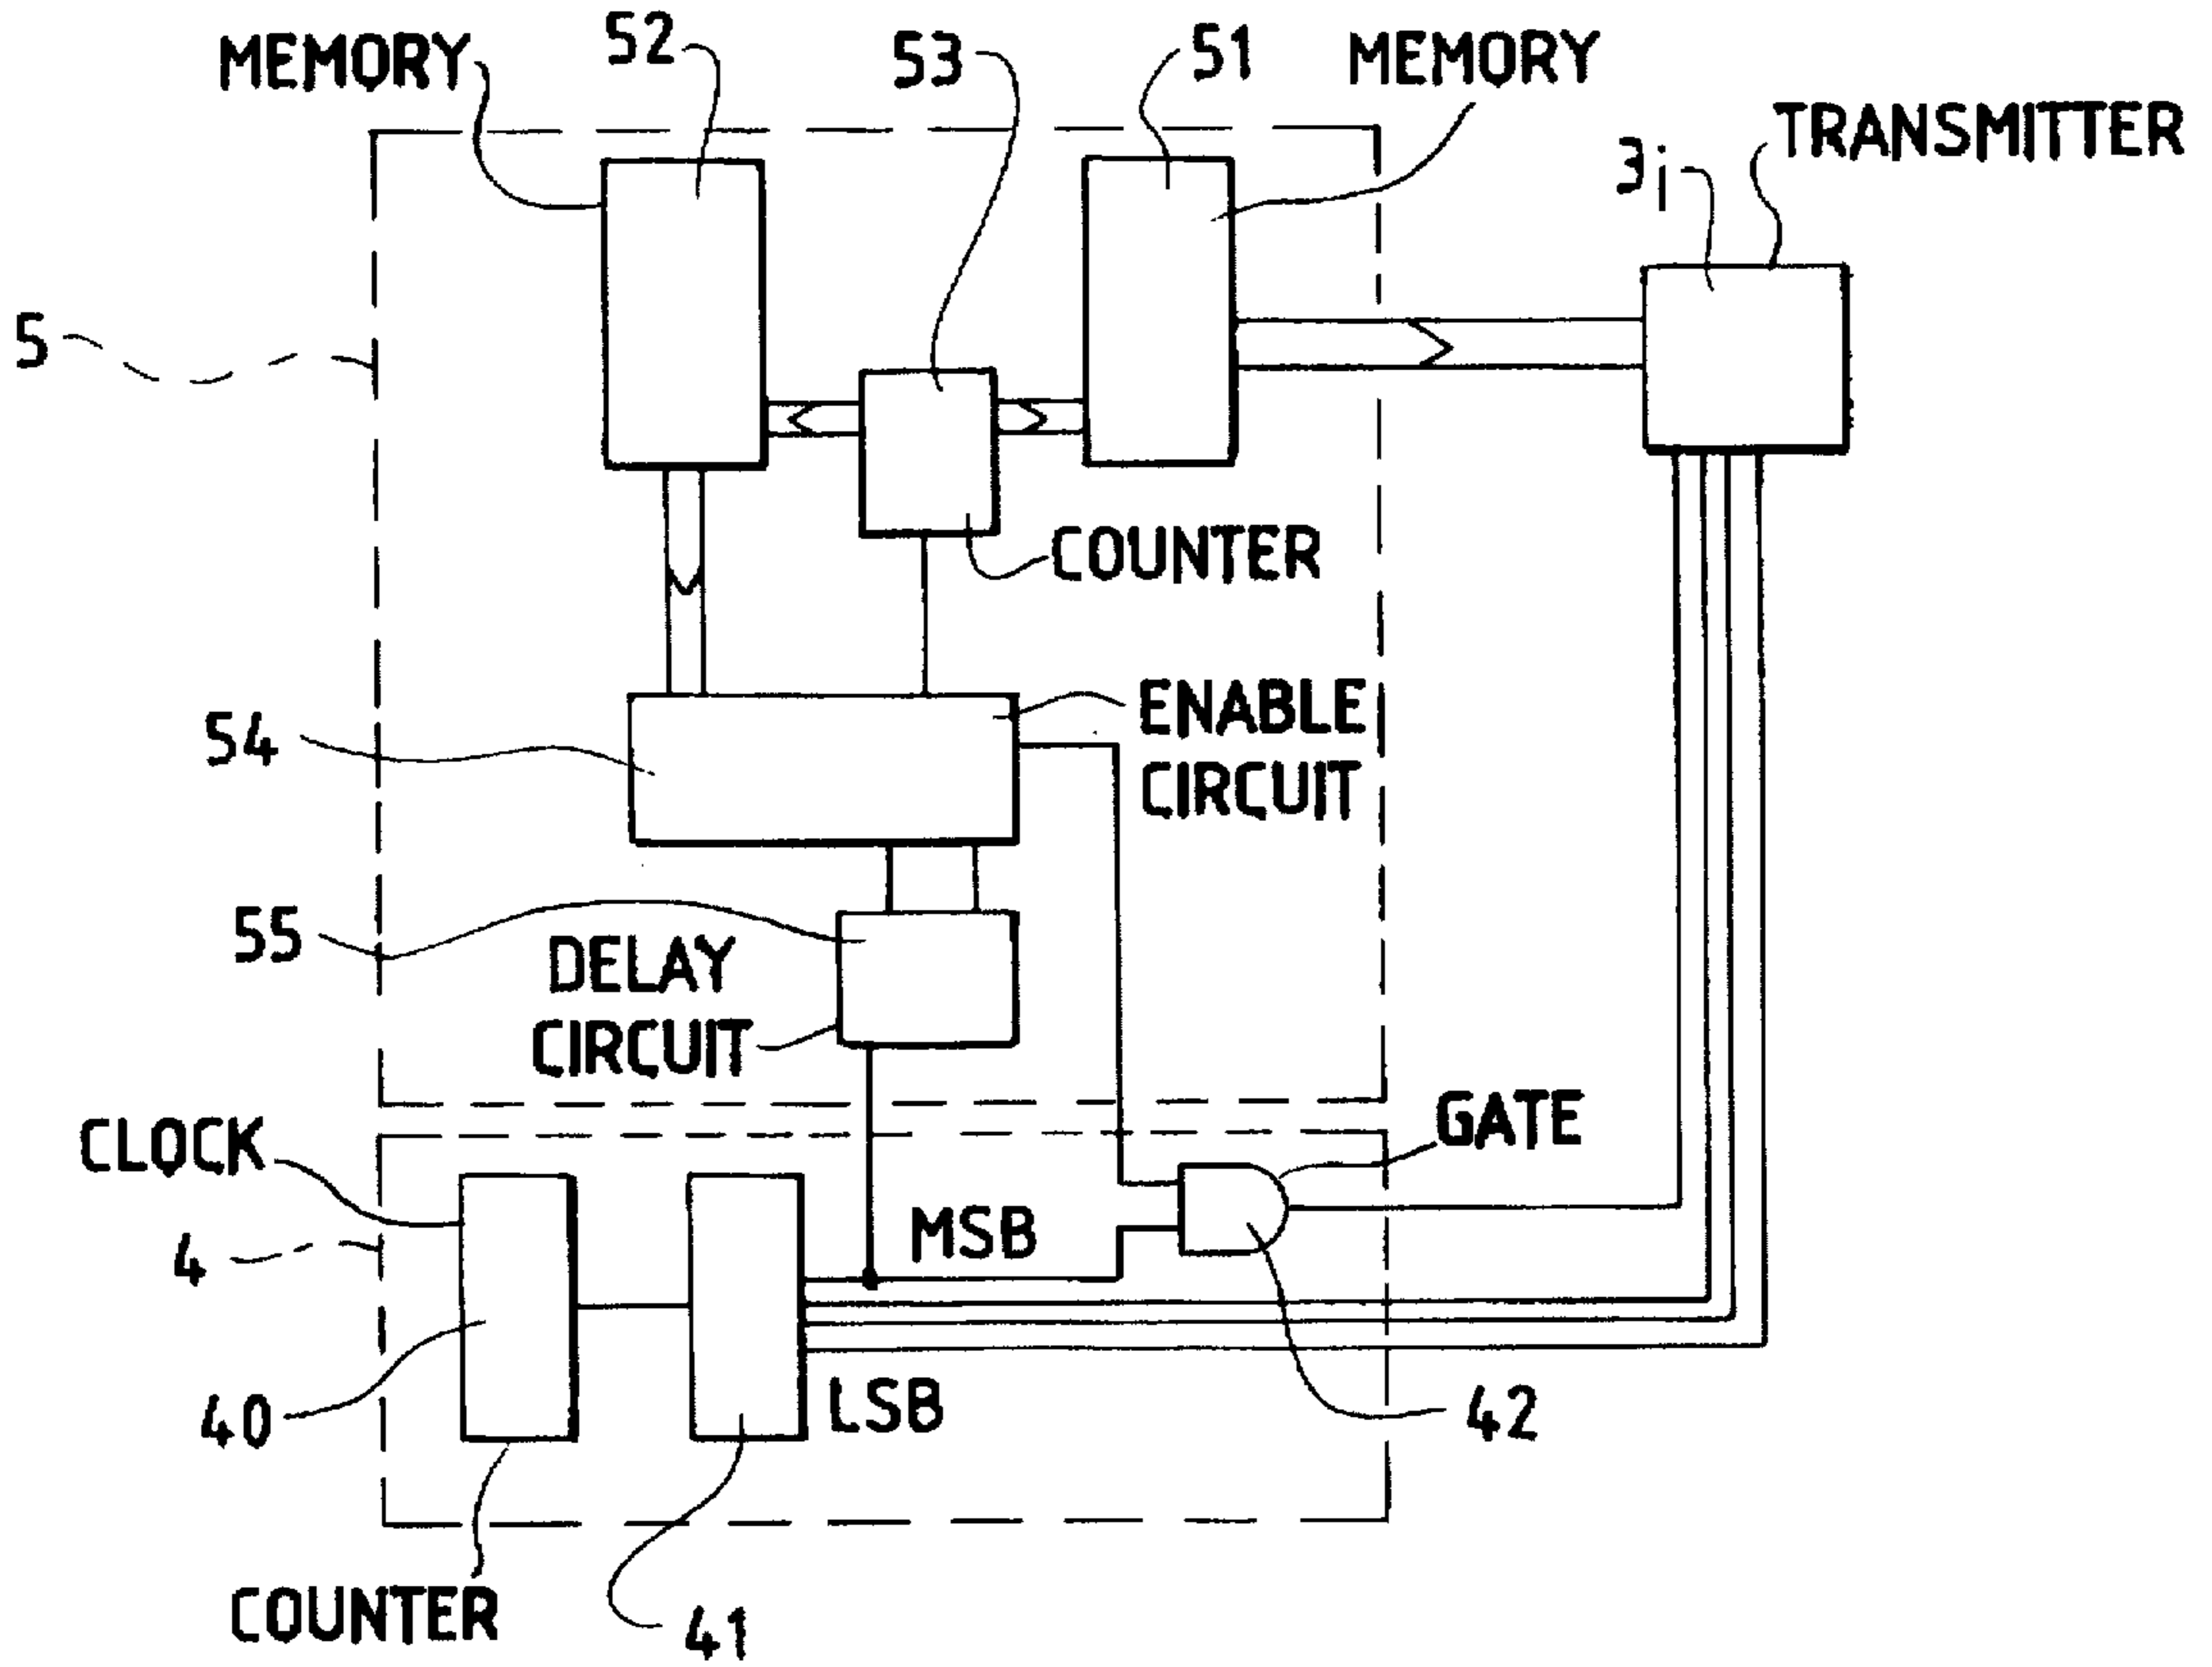 MEMORY
52
53
51
MEMORY
TRANSMITTER
3i
5
COUNTER
54
ENABLE
CIRCUIT
55
DELAY
CIRCUIT
CLOCK
GATE
4
MSB
40
LSB
42
COUNTER
41